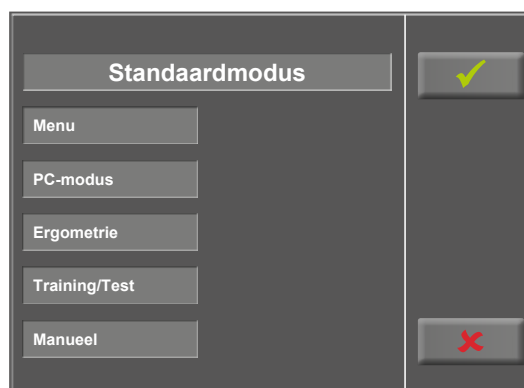 Standaardmodus
Menu
PC-modus
Ergometrie
Training/Test
Manueel